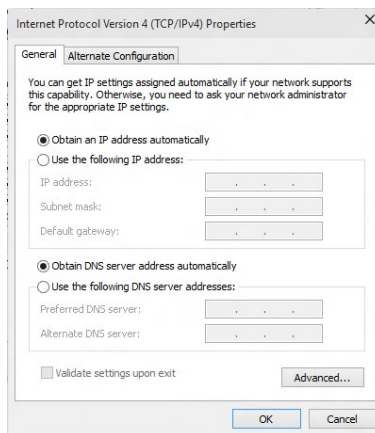 Internet Protocol Version 4 (TCP/IPv4) Properties
General
Alternate Configuration
You can get IP settings assigned automatically if your network supports
this capability. Otherwise, you need to ask your network administrator
for the appropriate IP settings.
Obtain an IP address automatically
Use the following IP address:
IP address:
Subnet mask:
Default gateway:
Obtain DNS server address automatically
Use the following DNS server addresses:
Preferred DNS server:
Alternate DNS server:
Validate settings upon exit
Advanced...
OK
Cancel